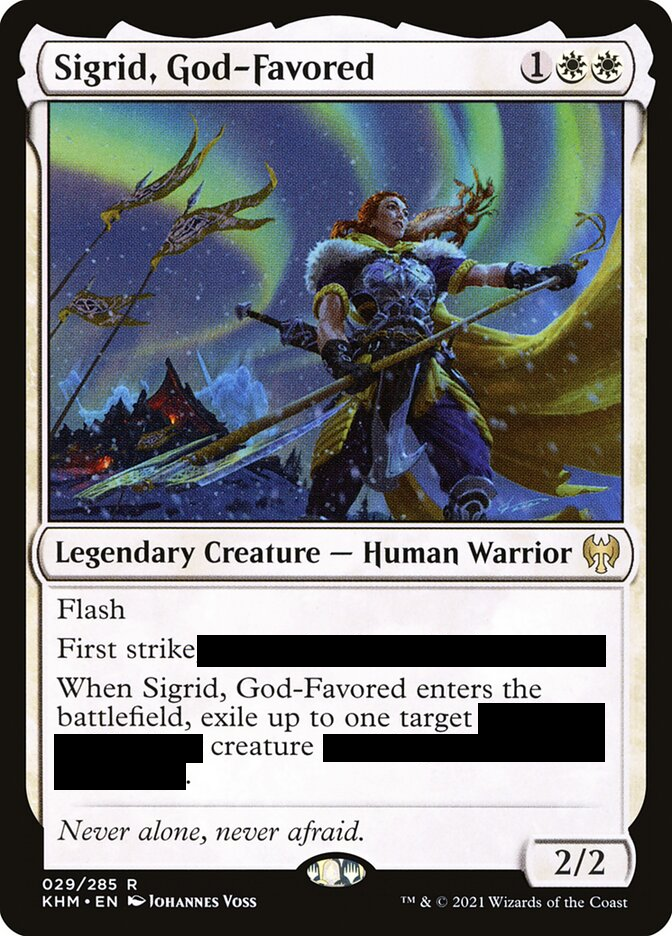 Sigrid, God-Favored 1
Legendary Creature — Human Warrior
Flash
First strike
When Sigrid, God-Favored enters the
battlefield, exile up to one target
creature
.
Never alone, never afraid.
2/2
029/285 R
KHM • EN Johannes Voss
™ & © 2021 Wizards of the Coast